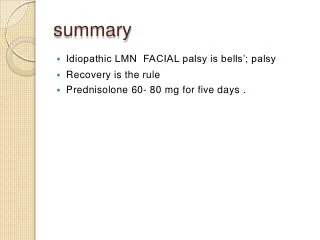 summary
Idiopathic LMN FACIAL palsy is bells'; palsy
Recovery is the rule
Prednisolone 60- 80 mg for five days .